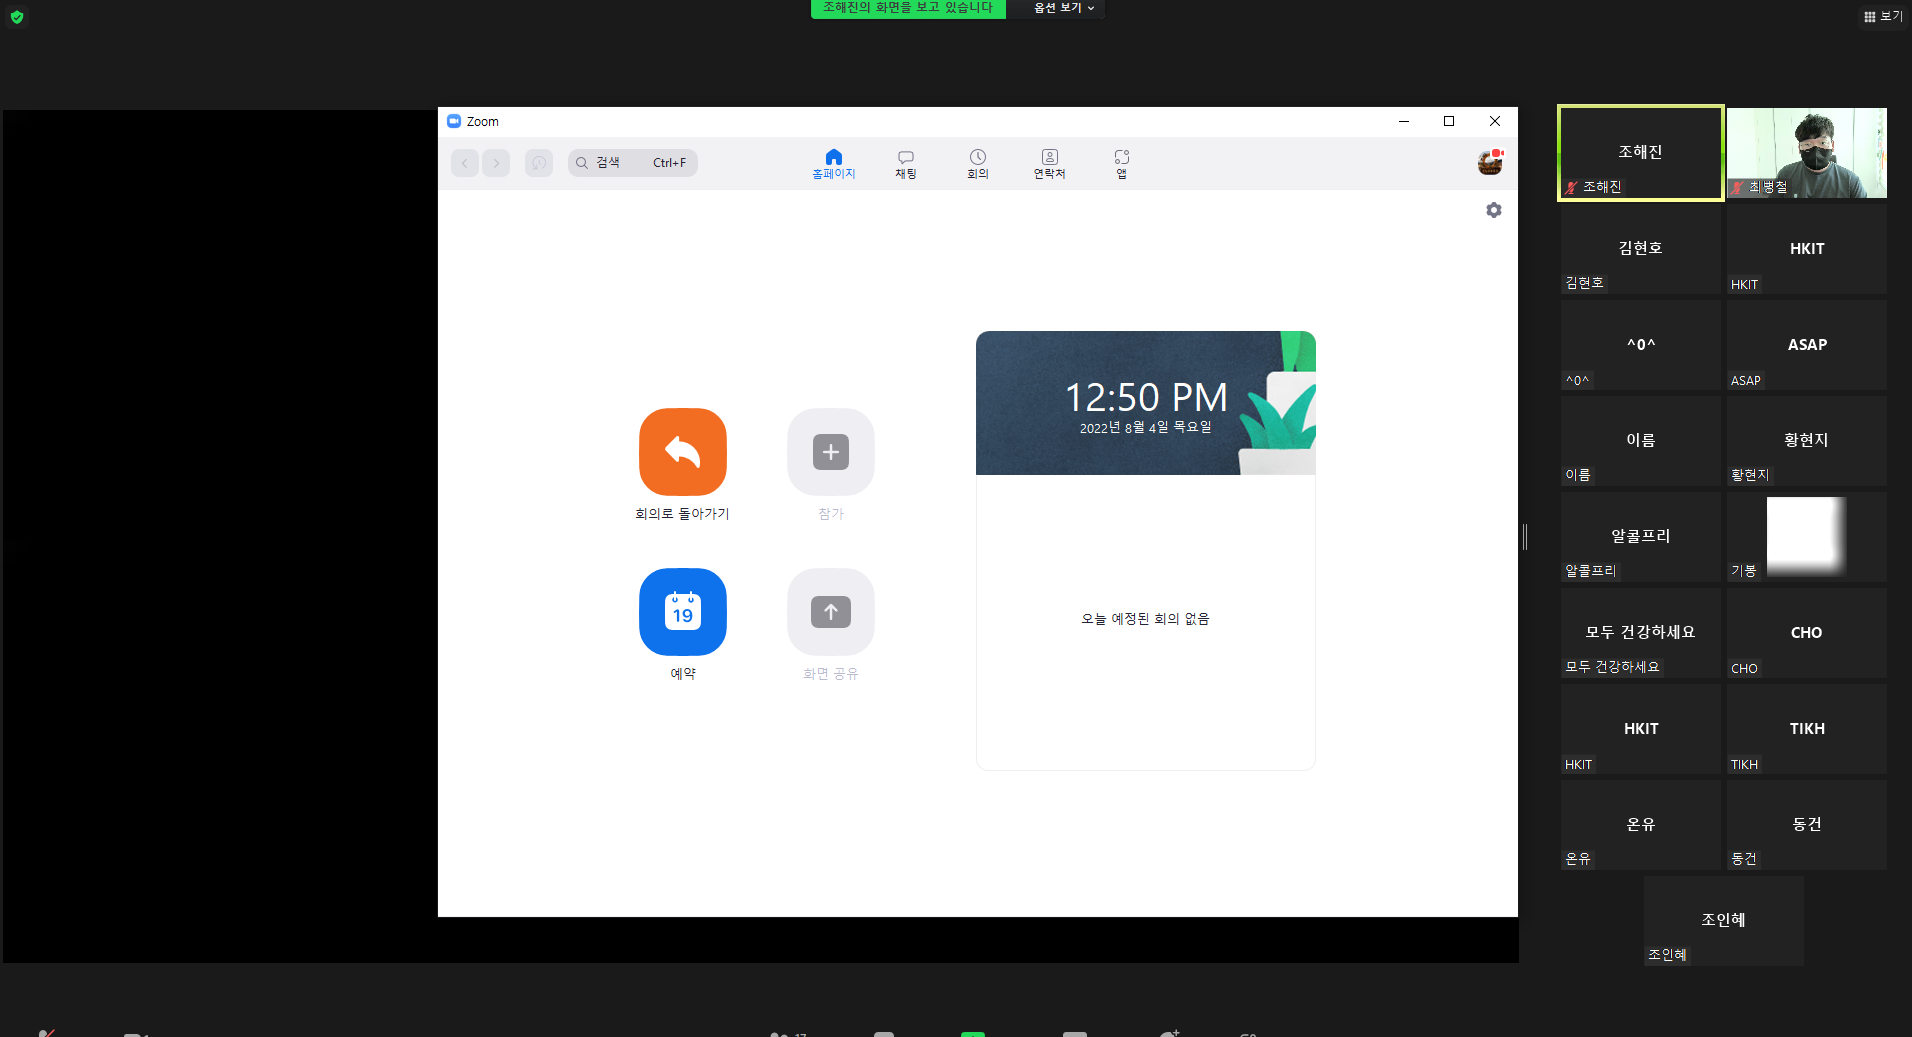 조해진의 화면을 보고 있습니다
옵션 보기
보기
Zoom
검색
Ctrl+F
홈페이지
채팅
회의
연락처
앱
회의로 돌아가기
참가
19
예약
화면 공유
12:50 PM
2022년 8월 4일 목요일
오늘 예정된 회의 없음
조해진
조해진
최병철
김현호
김현호
HKIT
HKIT
^0^
^0^
ASAP
ASAP
이름
이름
황현지
황현지
알콜프리
알콜프리
기봉
모두 건강하세요
모두 건강하세요
CHO
CHO
HKIT
HKIT
TIKH
TIKH
온유
온유
동건
동건
조인혜
조인혜
17